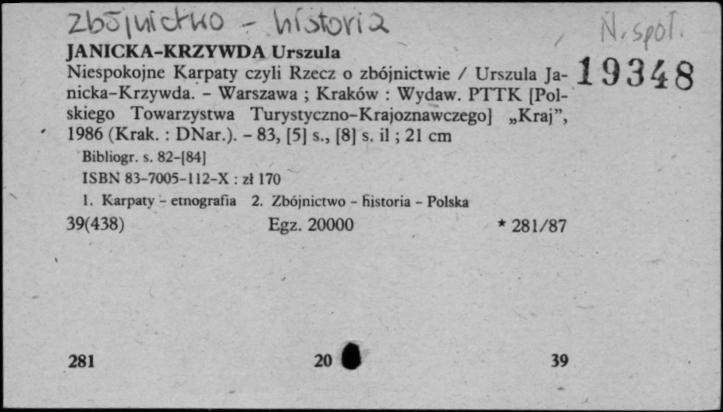 zbójnictwo - historia
N. społ.
JANICKA-KRZYWDA Urszula
19348
Niespokojne Karpaty czyli Rzecz o zbójnictwie / Urszula Ja-
nicka-Krzywda. - Warszawa ; Kraków : Wydaw. PTTK [Pol-
skiego Towarzystwa Turystyczno-Krajoznawczego] „Kraj”,
1986 (Krak. : DNar.). - 83, [5] s., [8] s. il ; 21 cm
Bibliogr. s. 82-[84]
ISBN 83-7005-112-X : zł 170
1. Karpaty - etnografia 2. Zbójnictwo - historia - Polska
39(438) Egz. 20000 * 281/87
281 20 39